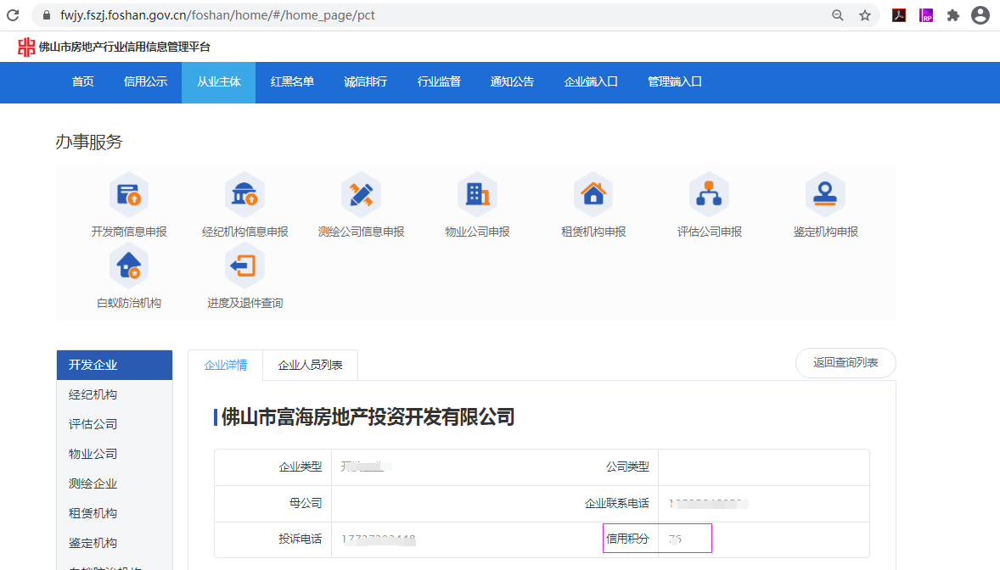 fwjy.fszj.foshan.gov.cn/foshan/home/#/home_page/pct
佛山市房地产行业信用信息管理平台
首页 信用公示 从业主体 红黑名单 诚信排行 行业监督 通知公告 企业端入口 管理端入口
办事服务
开发商信息申报 经纪机构信息申报 测绘公司信息申报 物业公司申报 租赁机构申报 评估公司申报 鉴定机构申报
白蚁防治机构 进度及退件查询
开发企业 企业详情 企业人员列表 返回查询列表
经纪机构
评估公司
佛山市富海房地产投资开发有限公司
物业公司
企业类型 公司类型
测绘企业
母公司 企业联系电话
租赁机构
投诉电话 信用积分
鉴定机构
白蚁防治机构